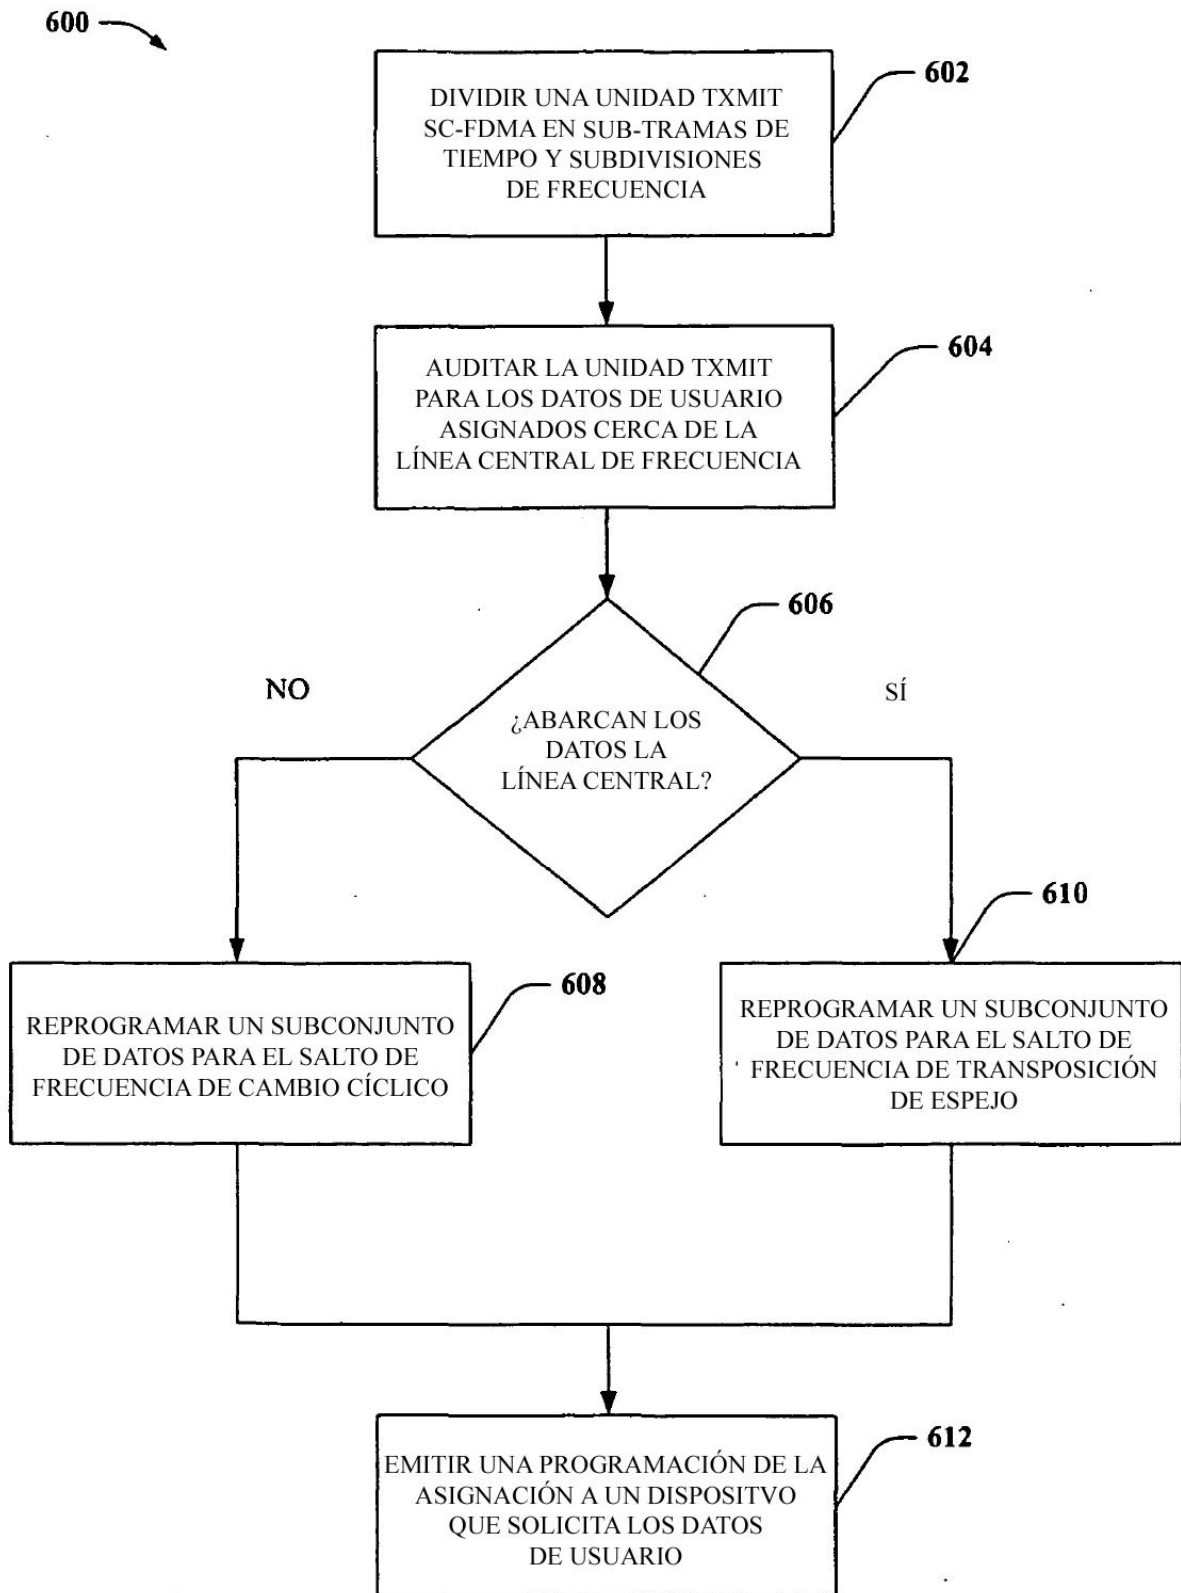 600
602
DIVIDIR UNA UNIDAD TXMIT
SC-FDMA EN SUB-TRAMAS DE
TIEMPO Y SUBDIVISIONES
DE FRECUENCIA
604
AUDITAR LA UNIDAD TXMIT
PARA LOS DATOS DE USUARIO
ASIGNADOS CERCA DE LA
LÍNEA CENTRAL DE FRECUENCIA
606
NO
SÍ
¿ABARCAN LOS
DATOS LA
LÍNEA CENTRAL?
608
REPROGRAMAR UN SUBCONJUNTO
DE DATOS PARA EL SALTO DE
FRECUENCIA DE CAMBIO CÍCLICO
610
REPROGRAMAR UN SUBCONJUNTO
DE DATOS PARA EL SALTO DE
FRECUENCIA DE TRANSPOSICIÓN
DE ESPEJO
612
EMITIR UNA PROGRAMACIÓN DE LA
ASIGNACIÓN A UN DISPOSITVO
QUE SOLICITA LOS DATOS
DE USUARIO